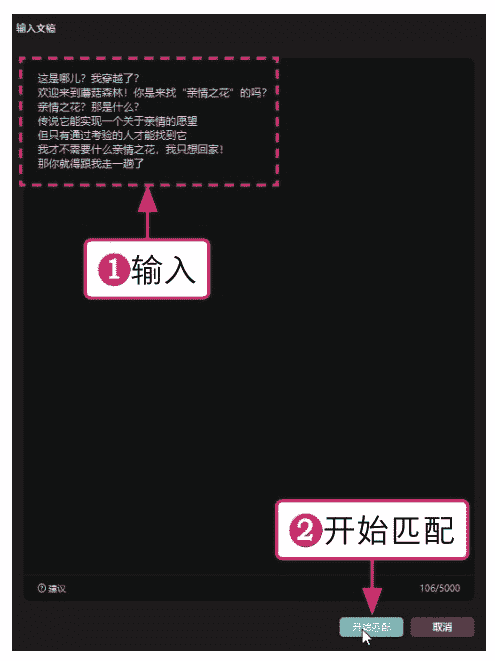 输入文稿
这是哪儿？我穿越了？
欢迎来到蘑菇森林！你是来找“亲情之花”的吗？
亲情之花？那是什么？
传说它能实现一个关于亲情的愿望
但只有通过考验的人才能找到它
我才不需要什么亲情之花，我只想回家！
那你就得跟我走一趟了
❶输入
❷开始匹配
建议
106/5000
开始匹配
取消